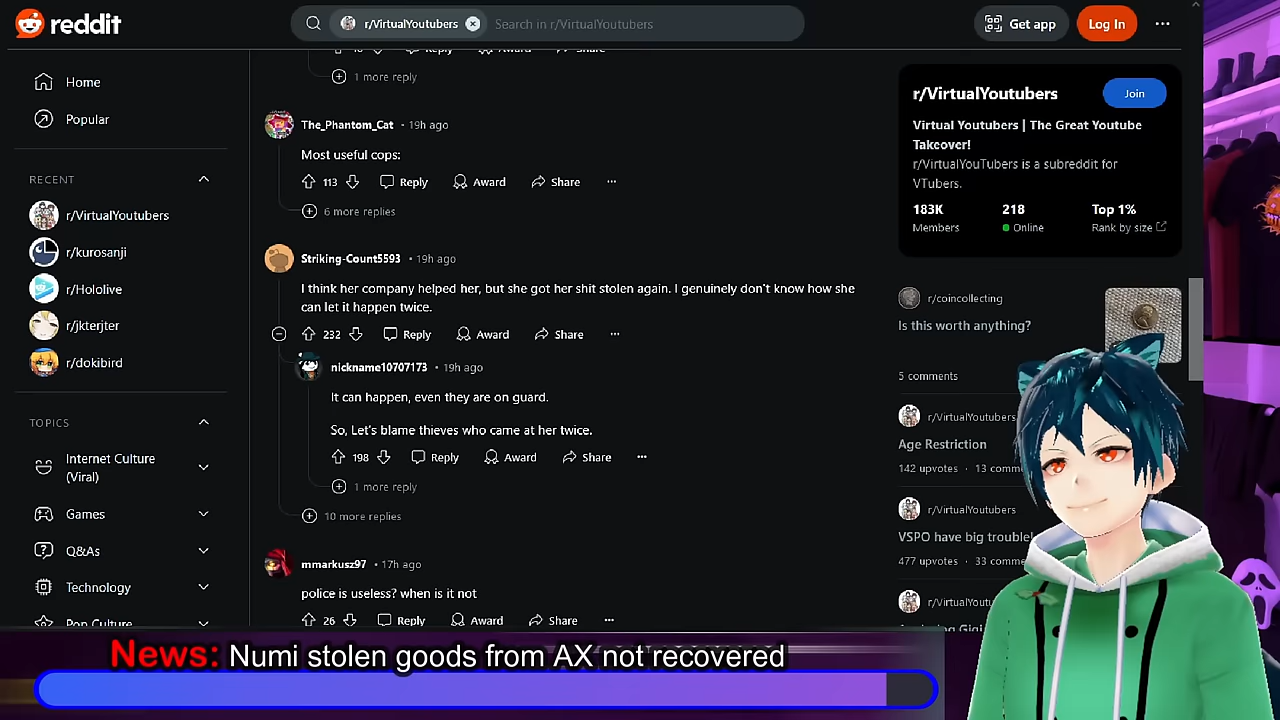 reddit
r/VirtualYoutubers
Search in r/VirtualYoutubers
Get app
Log In
Reply
Award
Share
1 more reply
Home
Popular
RECENT
r/VirtualYoutubers
r/kurosanji
r/Hololive
r/jkterjter
r/dokibird
TOPICS
Internet Culture
(Viral)
Games
Q&As
Technology
Pop Culture
The_Phantom_Cat • 19h ago
Most useful cops:
113 Reply Award Share
6 more replies
Striking-Count5593 • 19h ago
I think her company helped her, but she got her shit stolen again. I genuinely don't know how she
can let it happen twice.
232 Reply Award Share
nickname10707173 • 19h ago
It can happen, even they are on guard.
So, Let's blame thieves who came at her twice.
198 Reply Award Share
1 more reply
10 more replies
mmarkusz97 • 17h ago
police is useless? when is it not
26 Reply Award Share
r/VirtualYoutubers
Join
Virtual Youtubers | The Great Youtube
Takeover!
r/VirtualYouTubers is a subreddit for
VTubers.
183K 218 Top 1%
Members Online Rank by size
r/coincollecting
Is this worth anything?
5 comments
r/VirtualYoutubers
Age Restriction
142 upvotes • 13 comm
r/VirtualYoutubers
VSPO have big trouble!
477 upvotes • 33 comm
r/VirtualYoutu
News: Numi stolen goods from AX not recovered